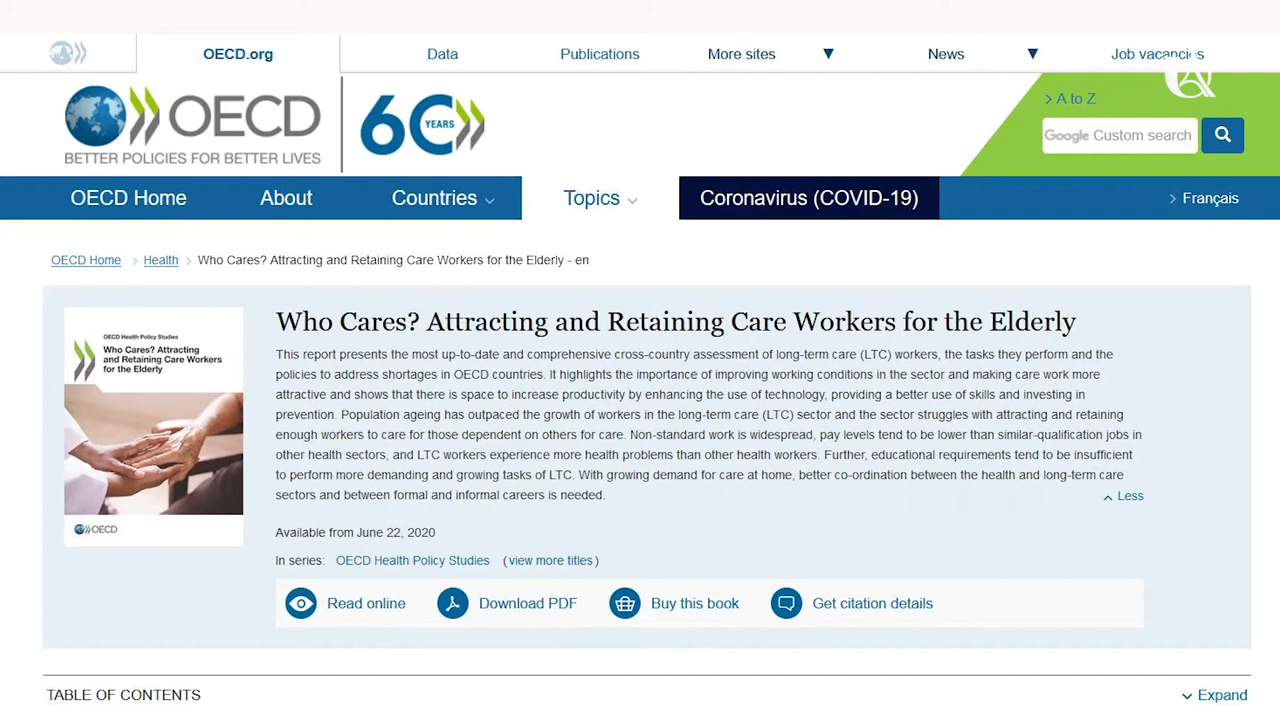 OECD.org
Data
Publications
More sites
News
Job vacancies
OECD
BETTER POLICIES FOR BETTER LIVES
60
YEARS
A to Z
Google Custom search
OECD Home
About
Countries
Topics
Coronavirus (COVID-19)
Français
OECD Home
Health
Who Cares? Attracting and Retaining Care Workers for the Elderly - en
OECD Health Policy Studies
Who Cares? Attracting
and Retaining Care Workers
for the Elderly
OECD
Who Cares? Attracting and Retaining Care Workers for the Elderly
This report presents the most up-to-date and comprehensive cross-country assessment of long-term care (LTC) workers, the tasks they perform and the
policies to address shortages in OECD countries. It highlights the importance of improving working conditions in the sector and making care work more
attractive and shows that there is space to increase productivity by enhancing the use of technology, providing a better use of skills and investing in
prevention. Population ageing has outpaced the growth of workers in the long-term care (LTC) sector and the sector struggles with attracting and retaining
enough workers to care for those dependent on others for care. Non-standard work is widespread, pay levels tend to be lower than similar-qualification jobs in
other health sectors, and LTC workers experience more health problems than other health workers. Further, educational requirements tend to be insufficient
to perform more demanding and growing tasks of LTC. With growing demand for care at home, better co-ordination between the health and long-term care
sectors and between formal and informal careers is needed.
Less
Available from June 22, 2020
In series: OECD Health Policy Studies (view more titles)
Read online
Download PDF
Buy this book
Get citation details
TABLE OF CONTENTS
Expand